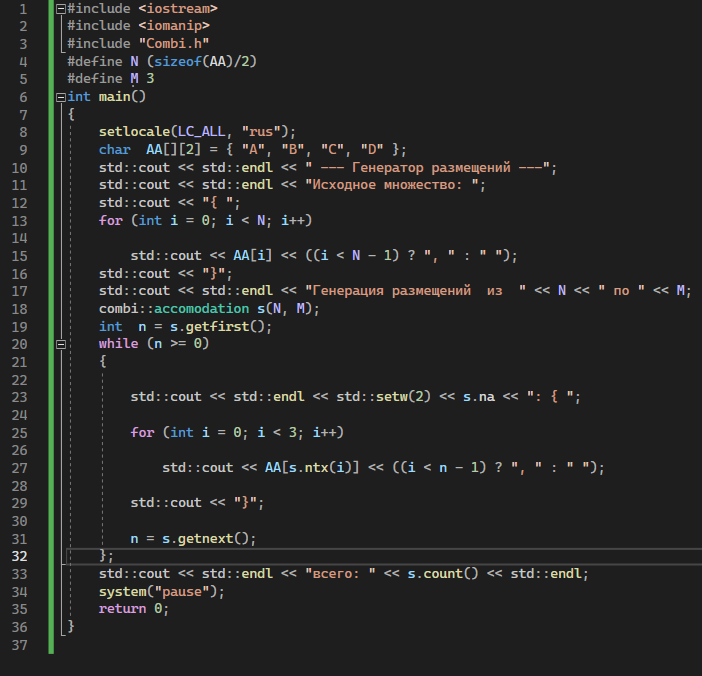 1 #include <iostream>
2 #include <iomanip>
3 #include "Combi.h"
4 #define N (sizeof(AA)/2)
5 #define M 3
6 int main()
7 {
8 setlocale(LC_ALL, "rus");
9 char  AA[][2] = { "A", "B", "C", "D" };
10 std::cout << std::endl << " --- Генератор размещений ---";
11 std::cout << std::endl << "Исходное множество: ";
12 std::cout << "{ ";
13 for (int i = 0; i < N; i++)
14
15 std::cout << AA[i] << ((i < N - 1) ? ", " : " ");
16 std::cout << "}";
17 std::cout << std::endl << "Генерация размещений  из  " << N << " по " << M;
18 combi::accomodation s(N, M);
19 int  n = s.getfirst();
20 while (n >= 0)
21 {
22
23 std::cout << std::endl << std::setw(2) << s.na << ": { ";
24
25 for (int i = 0; i < 3; i++)
26
27 std::cout << AA[s.ntx(i)] << ((i < n - 1) ? ", " : " ");
28
29 std::cout << "}";
30
31 n = s.getnext();
32 };
33 std::cout << std::endl << "всего: " << s.count() << std::endl;
34 system("pause");
35 return 0;
36 }
37